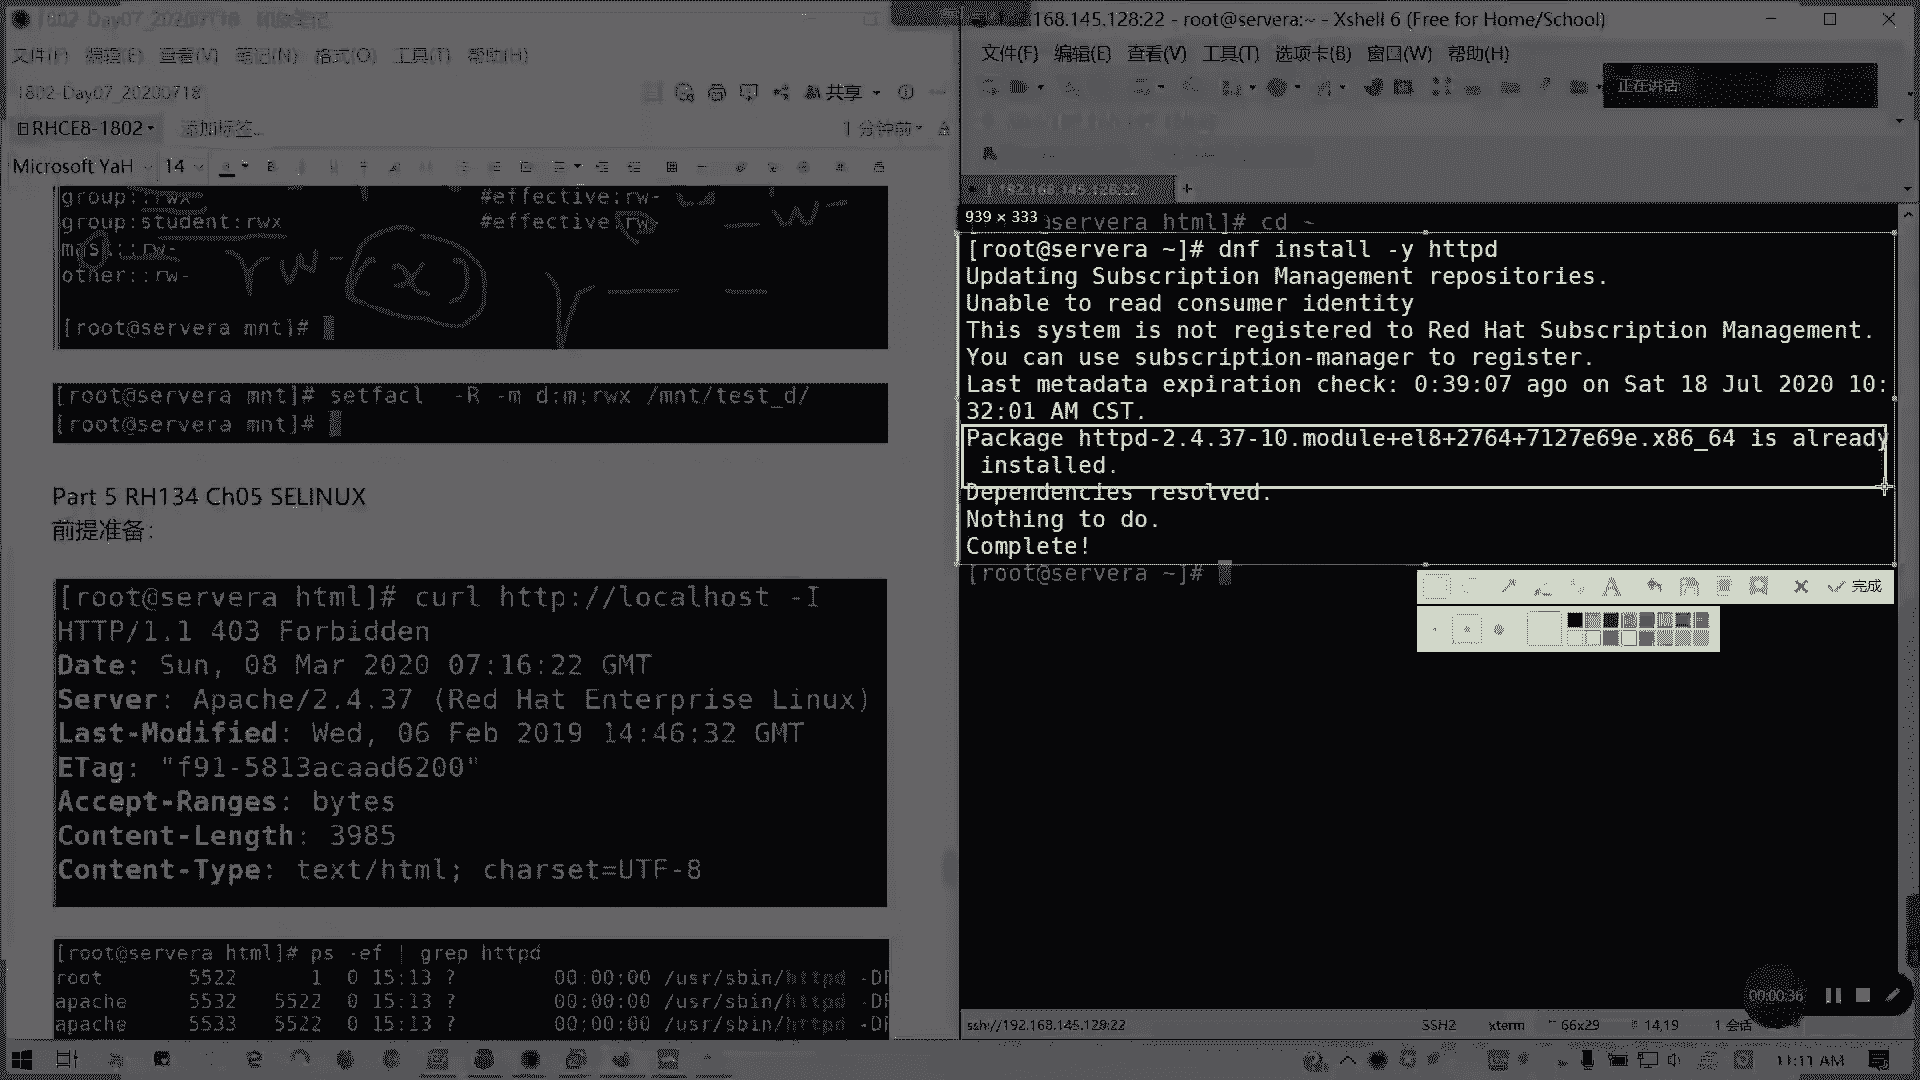 1802-Day07_20200718
文件(F) 编辑(E) 查看(V) 笔记(N) 格式(O) 工具(T) 帮助(H)
1802-Day07_20200718
共享
RHCE8-1802
添加标签...
1 分钟前
Microsoft YaH
14
group::rwx #effective:rw-
group:student:rwx #effective:rw-
mask::rw-
other::rw-
rw-(x)
r---
-w-
[root@servera mnt]#
[root@servera mnt]# setfacl -R -m d:m:rwx /mnt/test_d/
[root@servera mnt]#
Part 5 RH134 Ch05 SELINUX
前提准备：
[root@servera html]# curl http://localhost -I
HTTP/1.1 403 Forbidden
Date: Sun, 08 Mar 2020 07:16:22 GMT
Server: Apache/2.4.37 (Red Hat Enterprise Linux)
Last-Modified: Wed, 06 Feb 2019 14:46:32 GMT
ETag: "f91-5813acaad6200"
Accept-Ranges: bytes
Content-Length: 3985
Content-Type: text/html; charset=UTF-8
[root@servera html]# ps -ef | grep httpd
root 5522 1 0 15:13 ? 00:00:00 /usr/sbin/httpd -DF
apache 5532 5522 0 15:13 ? 00:00:00 /usr/sbin/httpd -DF
apache 5533 5522 0 15:13 ? 00:00:00 /usr/sbin/httpd -DF
.168.145.128:22 - root@servera:~ - Xshell 6 (Free for Home/School)
文件(F) 编辑(E) 查看(V) 工具(T) 选项卡(B) 窗口(W) 帮助(H)
正在讲话:
1 192.168.145.128:22
939 × 333
servera html]# cd ~
[root@servera ~]# dnf install -y httpd
Updating Subscription Management repositories.
Unable to read consumer identity
This system is not registered to Red Hat Subscription Management.
You can use subscription-manager to register.
Last metadata expiration check: 0:39:07 ago on Sat 18 Jul 2020 10:
32:01 AM CST.
Package httpd-2.4.37-10.module+el8+2764+7127e69e.x86_64 is already
installed.
Dependencies resolved.
Nothing to do.
Complete!
[root@servera ~]#
完成
00:00:36
ssh://192.168.145.128:22
SSH2
xterm
66x29
14,19
1 会话
11:11 AM